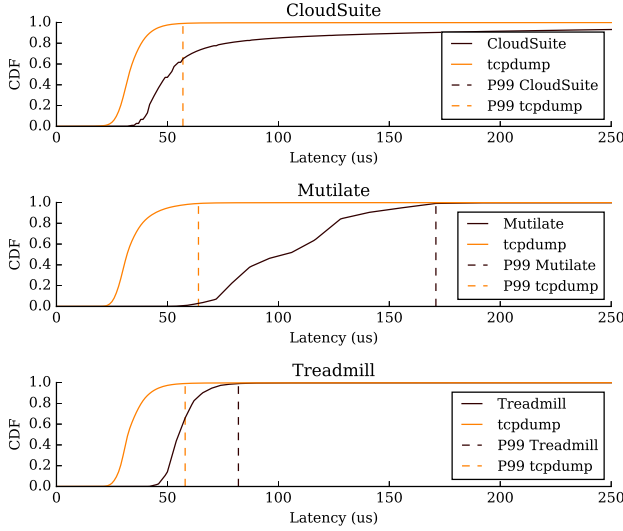 CloudSuite
1.0
0.8
0.6
0.4
0.2
0.0
CDF
CloudSuite
tcpdump
P99 CloudSuite
P99 tcpdump
0 50 100 150 200 250
Latency (us)
Mutilate
1.0
0.8
0.6
0.4
0.2
0.0
CDF
Mutilate
tcpdump
P99 Mutilate
P99 tcpdump
0 50 100 150 200 250
Latency (us)
Treadmill
1.0
0.8
0.6
0.4
0.2
0.0
CDF
Treadmill
tcpdump
P99 Treadmill
P99 tcpdump
0 50 100 150 200 250
Latency (us)